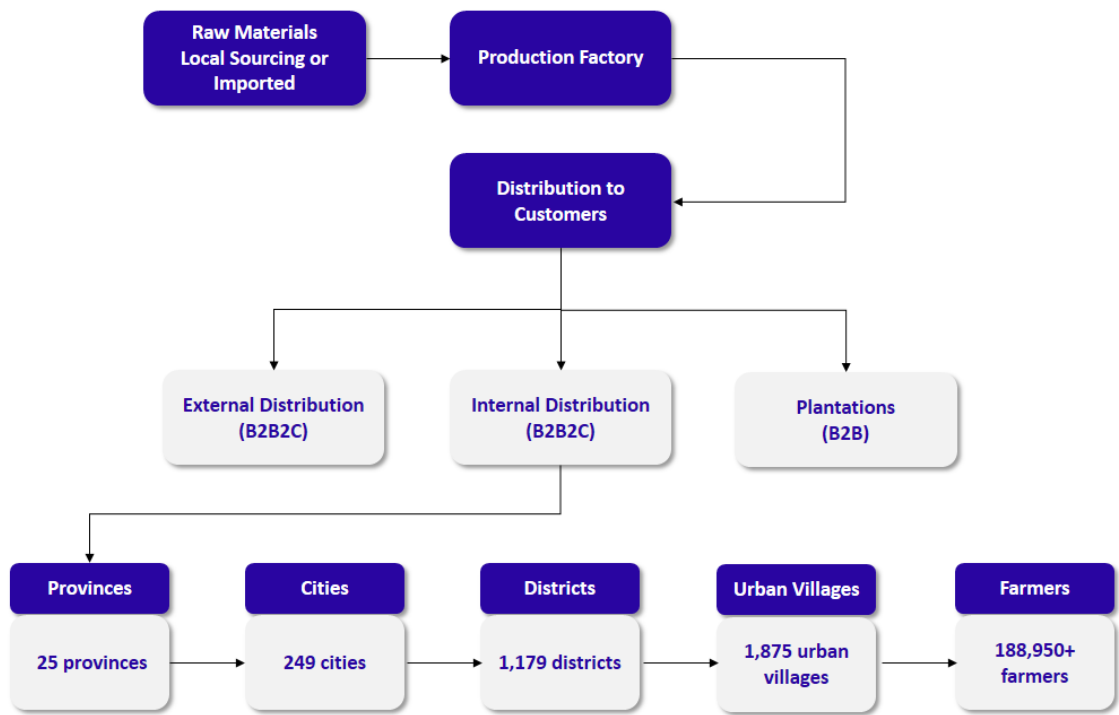 Raw Materials
Local Sourcing or
Imported
Production Factory
Distribution to
Customers
External Distribution
(B2B2C)
Internal Distribution
(B2B2C)
Plantations
(B2B)
Provinces
25 provinces
Cities
249 cities
Districts
1,179 districts
Urban Villages
1,875 urban
villages
Farmers
188,950+
farmers